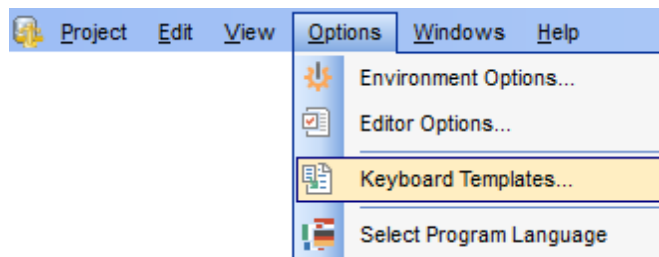 Project Edit View Options Windows Help
Environment Options...
Editor Options...
Keyboard Templates...
Select Program Language